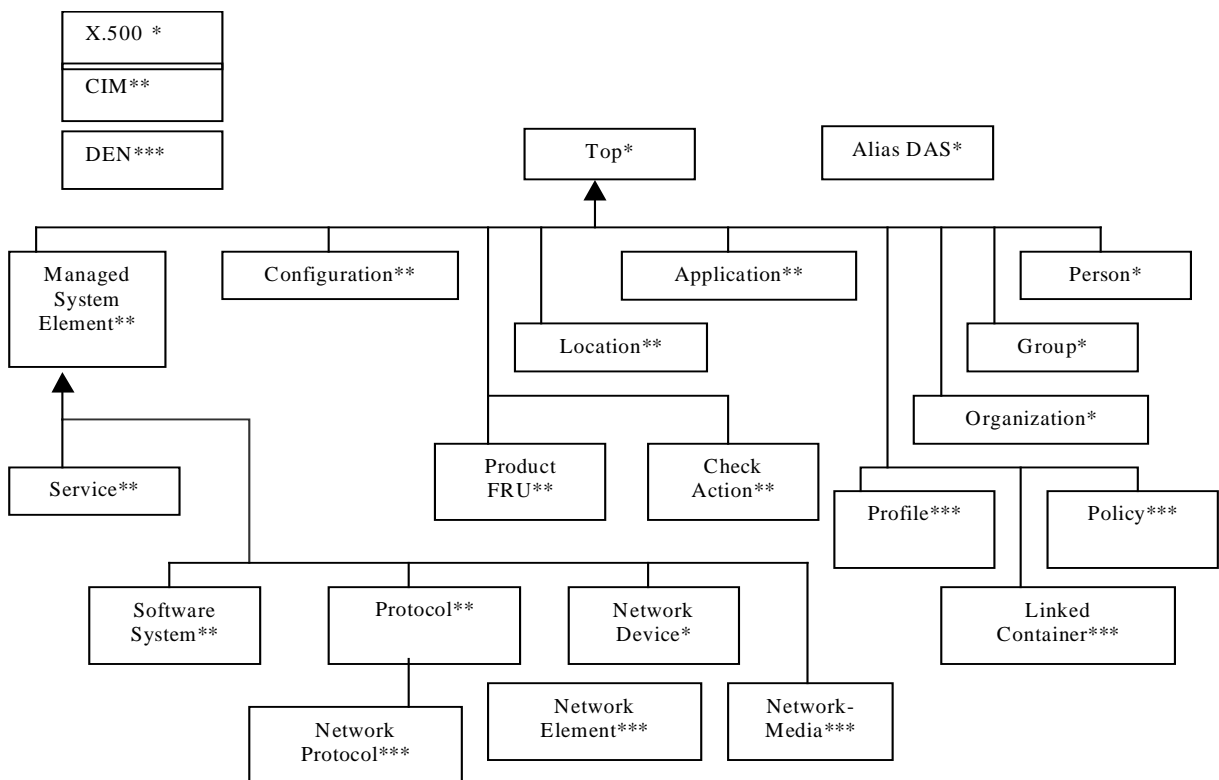 X.500 *
CIM**
DEN***
Top*
Alias DAS*
Managed
System
Element**
Configuration**
Application**
Person*
Location**
Group*
Organization*
Product
FRU**
Check
Action**
Service**
Profile***
Policy***
Software
System**
Protocol**
Network
Device*
Linked
Container***
Network
Protocol***
Network
Element***
Network-
Media***